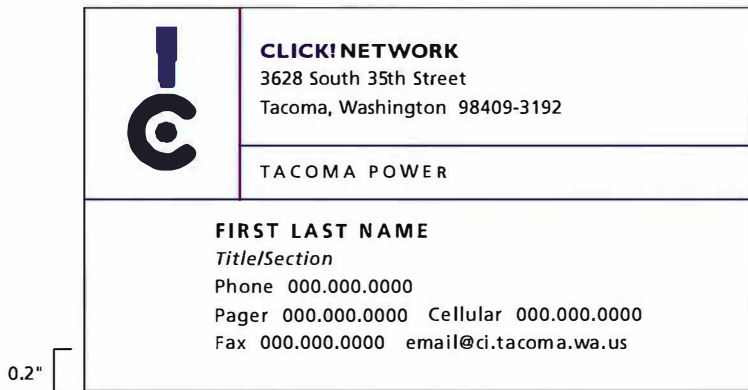 CLICK! NETWORK
3628 South 35th Street
Tacoma, Washington 98409-3192
TACOMA POWER
FIRST LAST NAME
Title/Section
Phone 000.000.0000
Pager 000.000.0000 Cellular 000.000.0000
Fax 000.000.0000 email@ci.tacoma.wa.us
0.2"